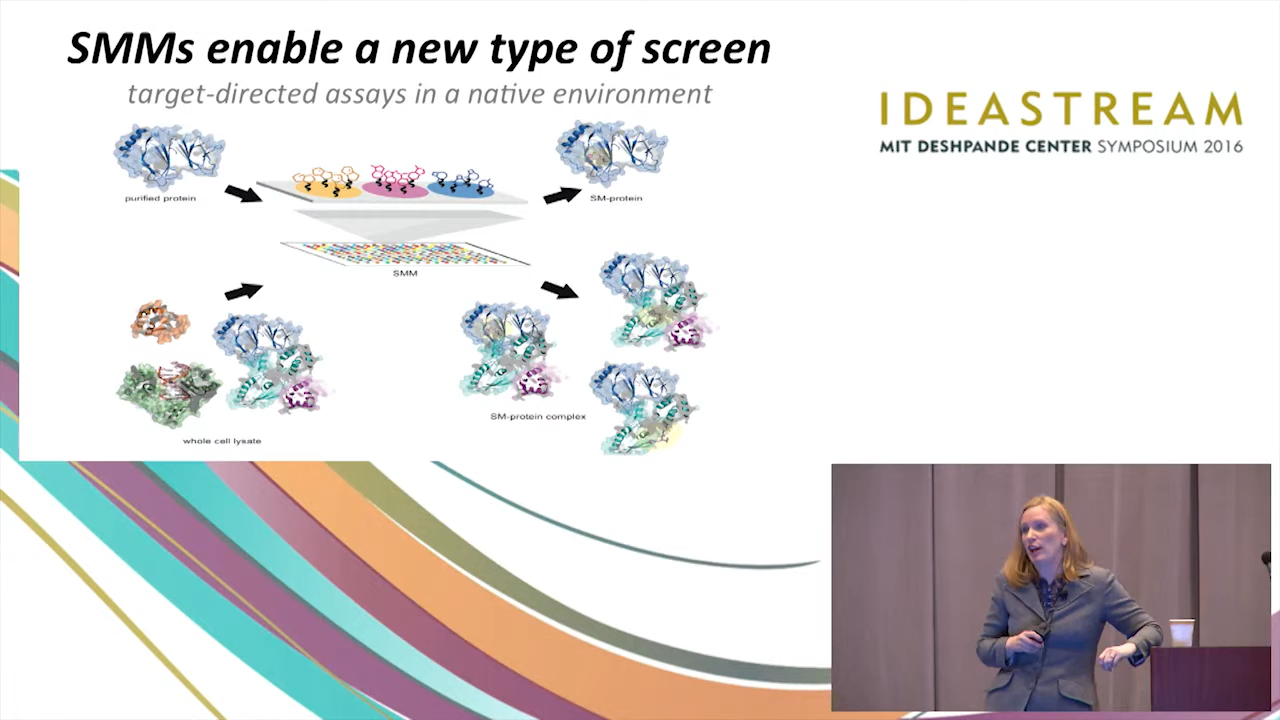 SMMs enable a new type of screen
target-directed assays in a native environment
IDEASTREAM
MIT DESHPANDE CENTER SYMPOSIUM 2016
purified protein
SM-protein
SMM
SM-protein complex
whole cell lysate